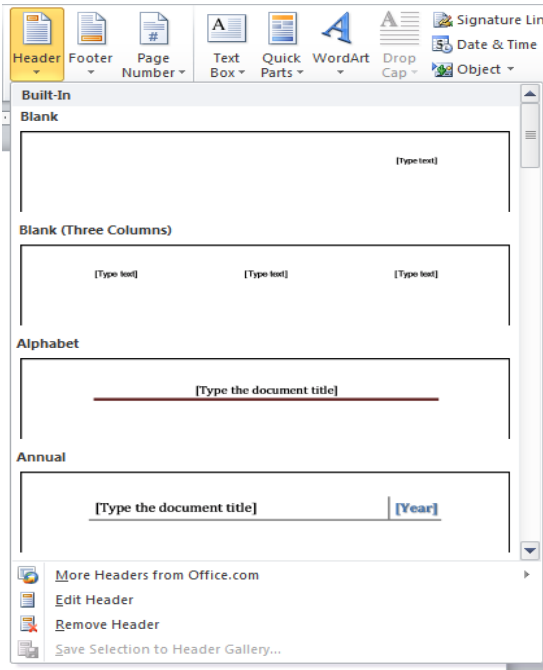 Header Footer Page Number Text Box Quick Parts WordArt Drop Cap
Signature Lin
Date & Time
Object
Built-In
Blank
[Type text]
Blank (Three Columns)
[Type text] [Type text] [Type text]
Alphabet
[Type the document title]
Annual
[Type the document title] [Year]
More Headers from Office.com
Edit Header
Remove Header
Save Selection to Header Gallery...